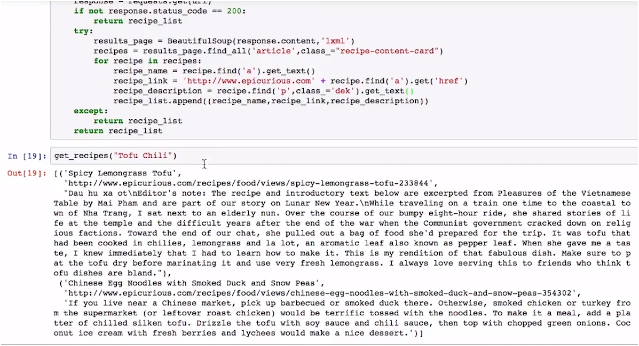 response = requests.get(url)
if not response.status_code == 200:
return recipe_list
try:
results_page = BeautifulSoup(response.content,'lxml')
recipes = results_page.find_all('article',class_="recipe-content-card")
for recipe in recipes:
recipe_name = recipe.find('a').get_text()
recipe_link = 'http://www.epicurious.com' + recipe.find('a').get('href')
recipe_description = recipe.find('p',class_='dek').get_text()
recipe_list.append((recipe_name,recipe_link,recipe_description))
except:
return recipe_list
return recipe_list
In [19]: get_recipes("Tofu Chili")
Out[19]: [('Spicy Lemongrass Tofu',
'http://www.epicurious.com/recipes/food/views/spicy-lemongrass-tofu-233844',
"Dau hu xa ot\nEditor's note: The recipe and introductory text below are excerpted from Pleasures of the Vietnamese
Table by Mai Pham and are part of our story on Lunar New Year.\nWhile traveling on a train one time to the coastal to
wn of Nha Trang, I sat next to an elderly nun. Over the course of our bumpy eight-hour ride, she shared stories of li
fe at the temple and the difficult years after the end of the war when the Communist government cracked down on relig
ious factions. Toward the end of our chat, she pulled out a bag of food she'd prepared for the trip. It was tofu that
had been cooked in chilies, lemongrass and la lot, an aromatic leaf also known as pepper leaf. When she gave me a tas
te, I knew immediately that I had to learn how to make it. This is my rendition of that fabulous dish. Make sure to p
at the tofu dry before marinating it and use very fresh lemongrass. I always love serving this to friends who think t
ofu dishes are bland."),
('Chinese Egg Noodles with Smoked Duck and Snow Peas',
'http://www.epicurious.com/recipes/food/views/chinese-egg-noodles-with-smoked-duck-and-snow-peas-354302',
'If you live near a Chinese market, pick up barbecued or smoked duck there. Otherwise, smoked chicken or turkey fro
m the supermarket (or leftover roast chicken) would be terrific tossed with the noodles. To make it a meal, add a pla
tter of chilled silken tofu. Drizzle the tofu with soy sauce and chili sauce, then top with chopped green onions. Coc
onut ice cream with fresh berries and lychees would make a nice dessert.')]